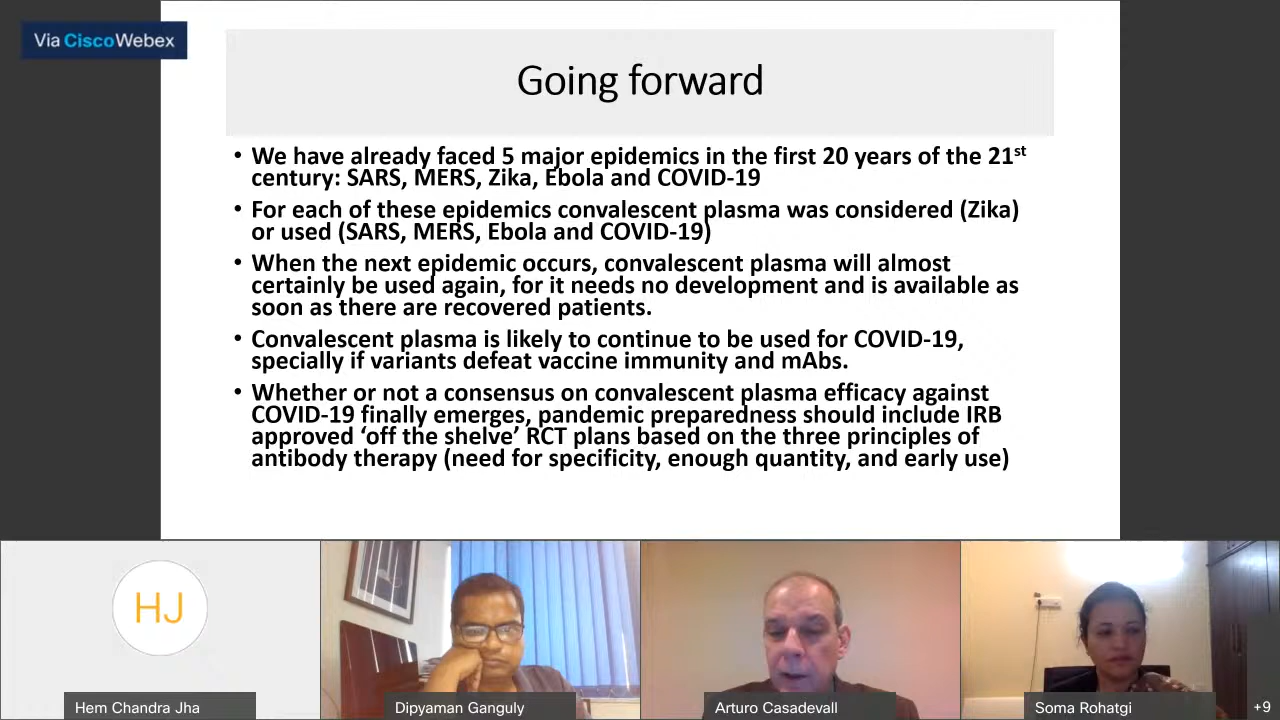 Via Cisco Webex
Going forward
• We have already faced 5 major epidemics in the first 20 years of the 21st
century: SARS, MERS, Zika, Ebola and COVID-19
• For each of these epidemics convalescent plasma was considered (Zika)
or used (SARS, MERS, Ebola and COVID-19)
• When the next epidemic occurs, convalescent plasma will almost
certainly be used again, for it needs no development and is available as
soon as there are recovered patients.
• Convalescent plasma is likely to continue to be used for COVID-19,
specially if variants defeat vaccine immunity and mAbs.
• Whether or not a consensus on convalescent plasma efficacy against
COVID-19 finally emerges, pandemic preparedness should include IRB
approved ‘off the shelve’ RCT plans based on the three principles of
antibody therapy (need for specificity, enough quantity, and early use)
HJ
Hem Chandra Jha
Dipyaman Ganguly
Arturo Casadevall
Soma Rohatgi
+9